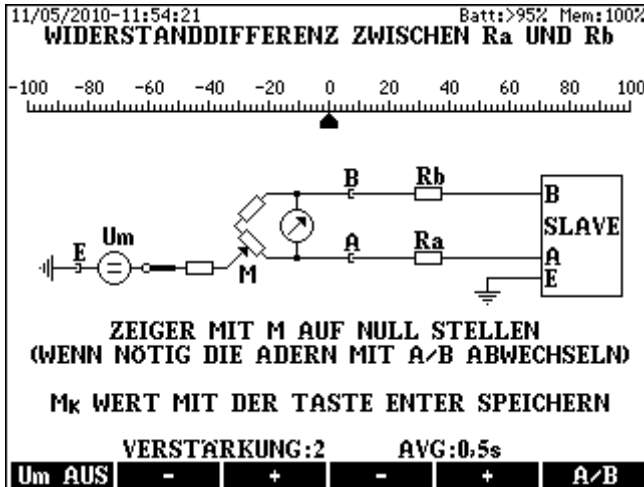 11/05/2010-11:54:21 Batt:>95% Mem:100%
WIDERSTANDDIFFERENZ ZWISCHEN Ra UND Rb
-100 -80 -60 -40 -20 0 20 40 60 80 100
B Rb B
Um SLAVE
E A Ra A
M E
ZEIGER MIT M AUF NULL STELLEN
(WENN NÖTIG DIE ADERN MIT A/B ABWECHSELN)
MK WERT MIT DER TASTE ENTER SPEICHERN
VERSTÄRKUNG:2 AVG:0,5s
Um AUS - + - + A/B